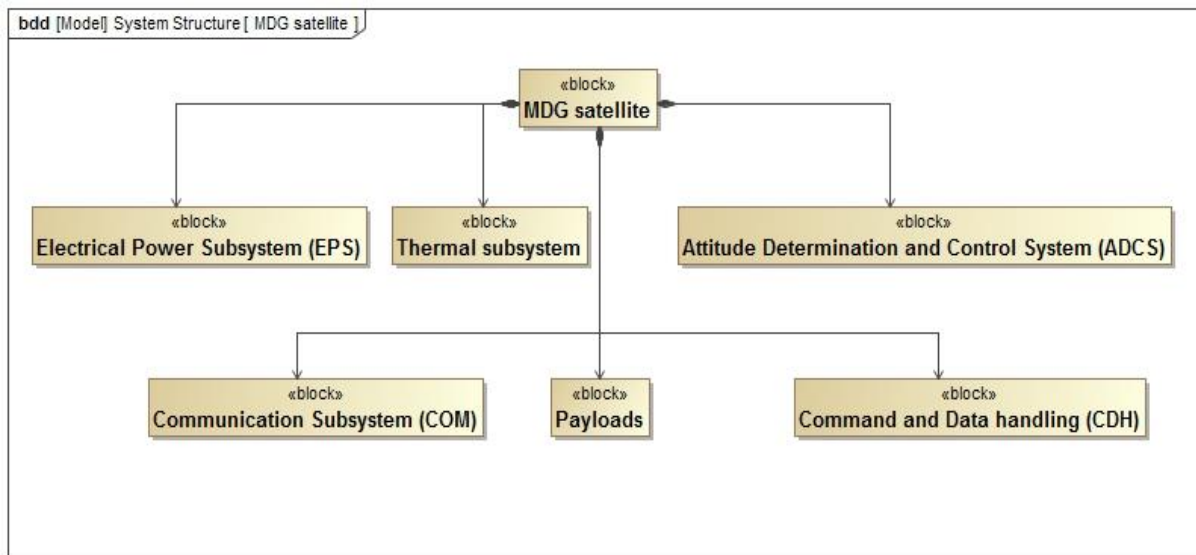 bdd [Model] System Structure [ MDG satellite ]
«block»
MDG satellite
«block»
Electrical Power Subsystem (EPS)
«block»
Thermal subsystem
«block»
Attitude Determination and Control System (ADCS)
«block»
Communication Subsystem (COM)
«block»
Payloads
«block»
Command and Data handling (CDH)